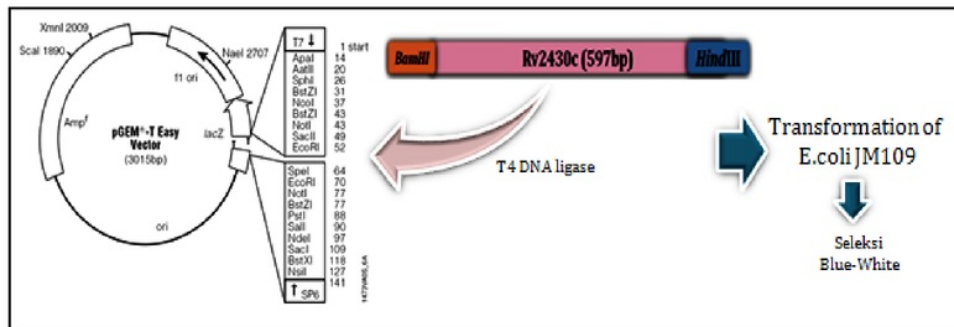 XmnI 2009
ScaI 1890
NaeI 2707
f1 ori
Ampʳ
pGEM®-T Easy
Vector
(3015bp)
lacZ
ori
T7 ↓
1 start
ApaI 14
AatII 20
SphI 26
BstZI 31
NcoI 37
BstZI 43
NotI 43
SacII 49
EcoRI 52
SpeI 64
EcoRI 70
NotI 77
BstZI 77
PstI 88
SalI 90
NdeI 97
SacI 109
BstXI 118
NsiI 127
141
↑ SP6
BamHI
Rv2430c (597bp)
HindIII
T4 DNA ligase
Transformation of
E.coli JM109
Seleksi
Blue-White